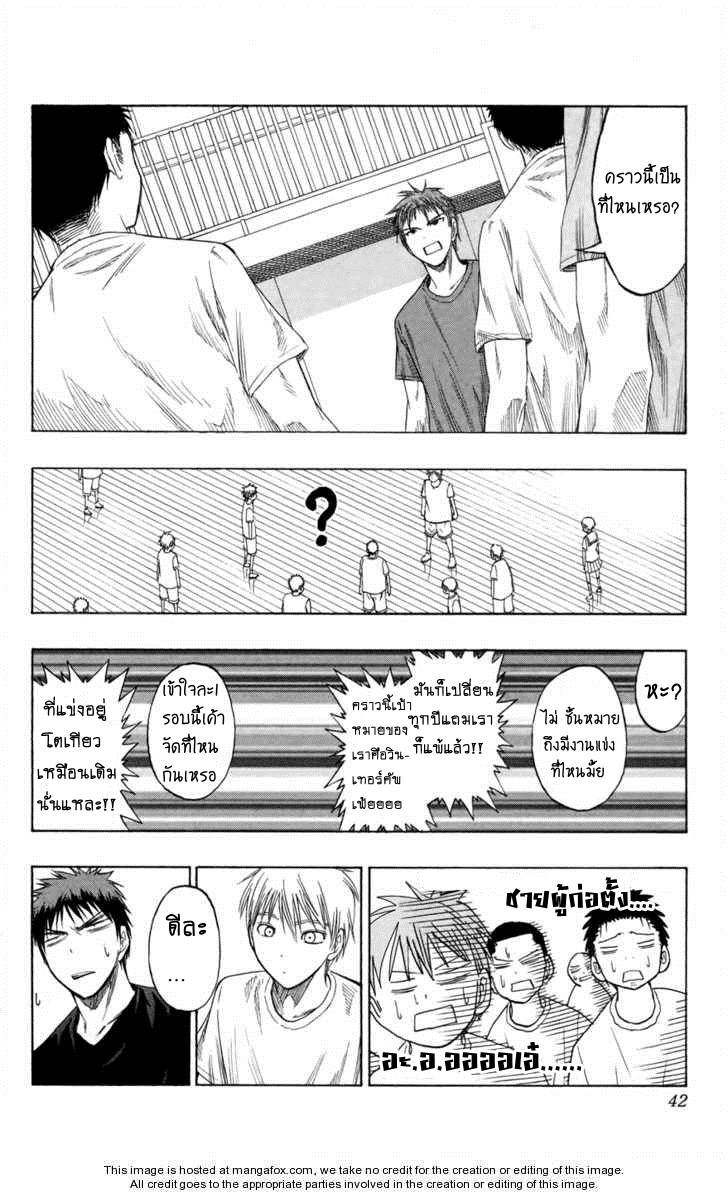 คราวนี้เป็น
ที่ไหนเหรอ?
?
หะ?
ไม่ ชั้นหมาย
ถึงมีงานแข่ง
ที่ไหนมั้ย
มันก็เปลี่ยน
ทุกปีแถมเรา
ก็แพ้แล้ว!!
คราวนี้เป้า
หมายของ
เราคือวิน-
เทอร์คัพ
เฟ้ออออ
เข้าใจละ!
รอบนี้เค้า
จัดที่ไหน
กันเหรอ
ที่แข่งอยู่
โตเกียว
เหมือนเดิม
นั่นแหละ!!
ชายผู้ก่อตั้ง.....
อะ.อ.ออออเอ๋......
ดีละ
...
42
This image is hosted at mangafox.com, we take no credit for the creation or editing of this image.
All credit goes to the appropriate parties involved in the creation or editing of this image.